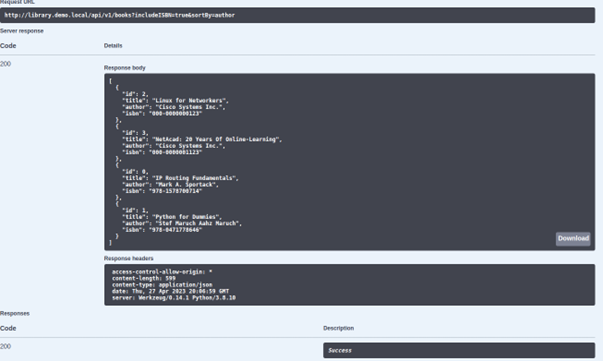 Request URL
http://library.demo.local/api/v1/books?includeISBN=true&sortBy=author
Server response
Code Details
200
Response body
[
{
"id": 2,
"title": "Linux for Networkers",
"author": "Cisco Systems Inc.",
"isbn": "000-0000000123"
},
{
"id": 3,
"title": "NetAcad: 20 Years Of Online-Learning",
"author": "Cisco Systems Inc.",
"isbn": "000-0000001123"
},
{
"id": 0,
"title": "IP Routing Fundamentals",
"author": "Mark A. Sportack",
"isbn": "978-1578700714"
},
{
"id": 1,
"title": "Python for Dummies",
"author": "Stef Maruch Aahz Maruch",
"isbn": "978-0471778646"
}
]
Download
Response headers
access-control-allow-origin: *
content-length: 599
content-type: application/json
date: Thu, 27 Apr 2023 20:06:59 GMT
server: Werkzeug/0.14.1 Python/3.8.10
Responses
Code Description
200 Success